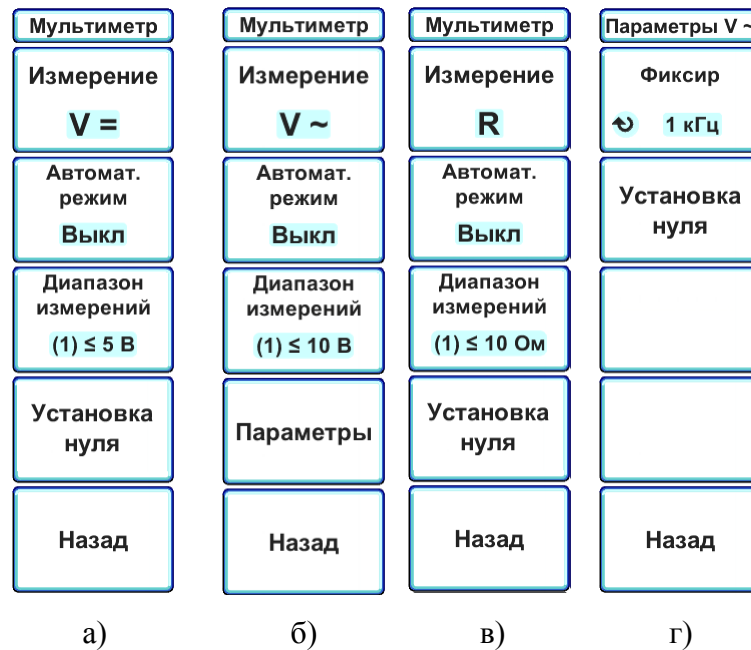 Мультиметр
Измерение
V =
Автомат.
режим
Выкл
Диапазон
измерений
(1) ≤ 5 В
Установка
нуля
Назад
а)
Мультиметр
Измерение
V ~
Автомат.
режим
Выкл
Диапазон
измерений
(1) ≤ 10 В
Параметры
Назад
б)
Мультиметр
Измерение
R
Автомат.
режим
Выкл
Диапазон
измерений
(1) ≤ 10 Ом
Установка
нуля
Назад
в)
Параметры V ~
Фиксир
1 кГц
Установка
нуля
Назад
г)